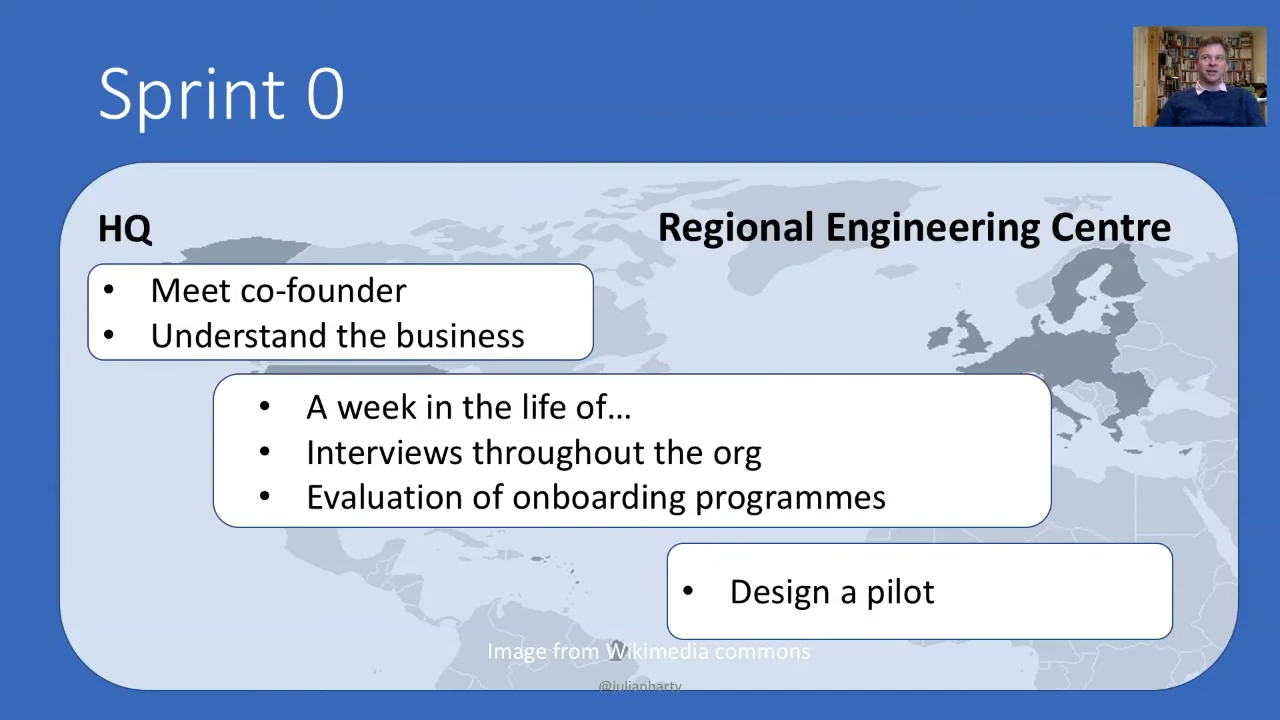 Sprint 0
HQ
Regional Engineering Centre
• Meet co-founder
• Understand the business
• A week in the life of...
• Interviews throughout the org
• Evaluation of onboarding programmes
• Design a pilot
Image from Wikimedia commons
@julianharty